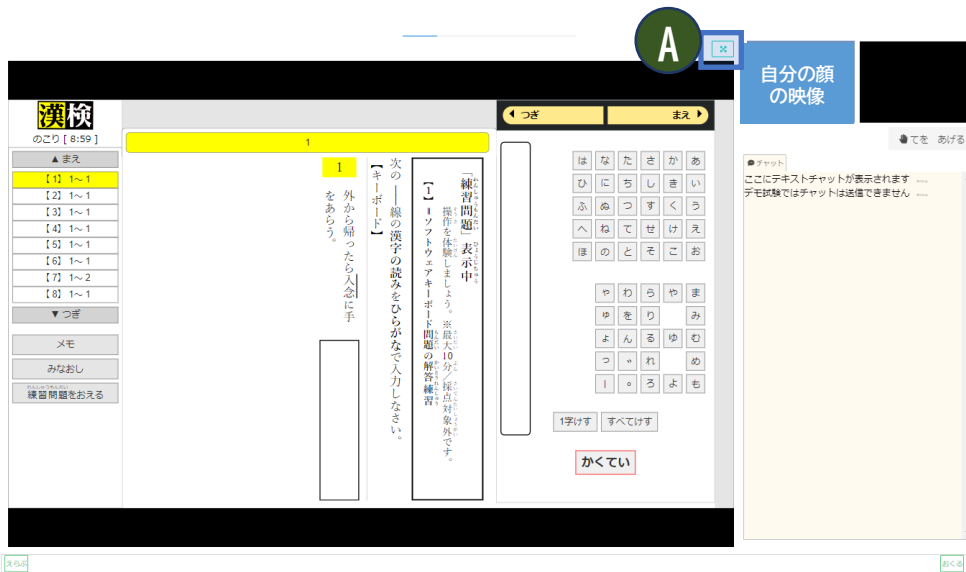 A
自分の顔
の映像
てを あげる
漢検
のこり [ 8:59 ]
▲ まえ
【1】 1～1
【2】 1～1
【3】 1～1
【4】 1～1
【5】 1～1
【6】 1～1
【7】 1～2
【8】 1～1
▼ つぎ
メモ
みなおし
練習問題をおえる
1
「練習問題」表示中
操作を体験しましょう。※最大10分／採点対象外です。
【1】＝ソフトウェアキーボード問題の解答練習
次の――線の漢字の読みをひらがなで入力しなさい。
【キーボード】
1
外から帰ったら入念に手
をあらう。
つぎ
まえ
は な た さ か あ
ひ に ち し き い
ふ ぬ つ す く う
へ ね て せ け え
ほ の と そ こ お
ゃ わ ら や ま
ゅ を り み
ょ ん る ゆ む
っ ゛ れ め
ー ゜ ろ よ も
1字けす すべてけす
かくてい
チャット
ここにテキストチャットが表示されます
デモ試験ではチャットは送信できません
えらぶ
おくる